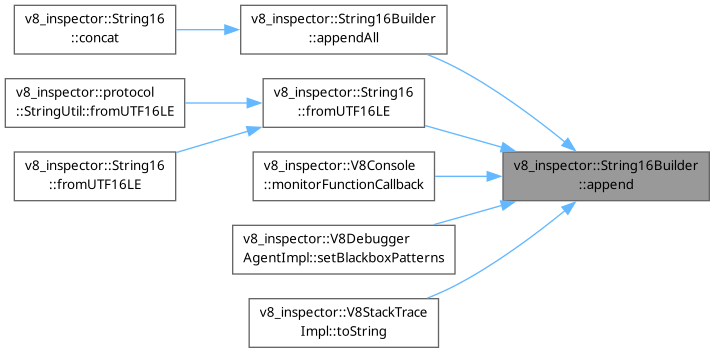 v8_inspector::String16
::concat
v8_inspector::String16Builder
::appendAll
v8_inspector::protocol
::StringUtil::fromUTF16LE
v8_inspector::String16
::fromUTF16LE
v8_inspector::String16
::fromUTF16LE
v8_inspector::V8Console
::monitorFunctionCallback
v8_inspector::String16Builder
::append
v8_inspector::V8Debugger
AgentImpl::setBlackboxPatterns
v8_inspector::V8StackTrace
Impl::toString